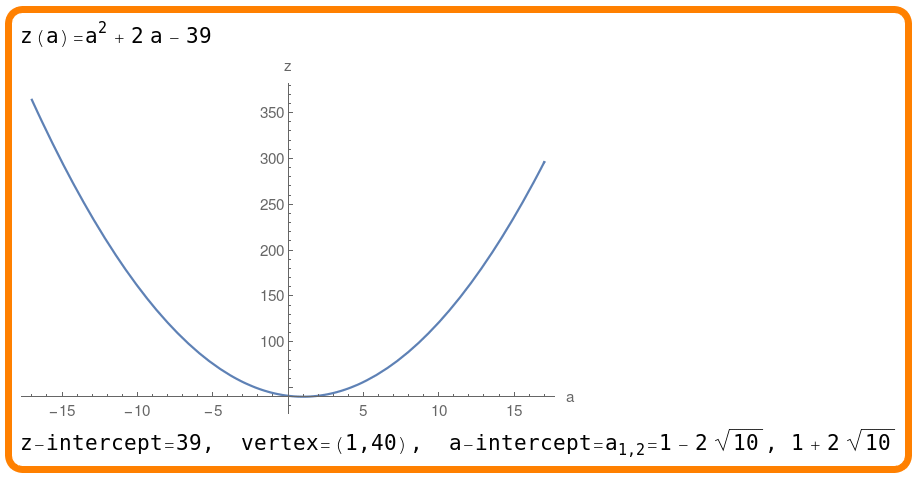 z(a)=a² + 2 a − 39
z
350
300
250
200
150
100
−15 −10 −5 5 10 15 a
z−intercept=39, vertex=(1,40), a−intercept=a₁,₂=1 − 2 √10, 1 + 2 √10